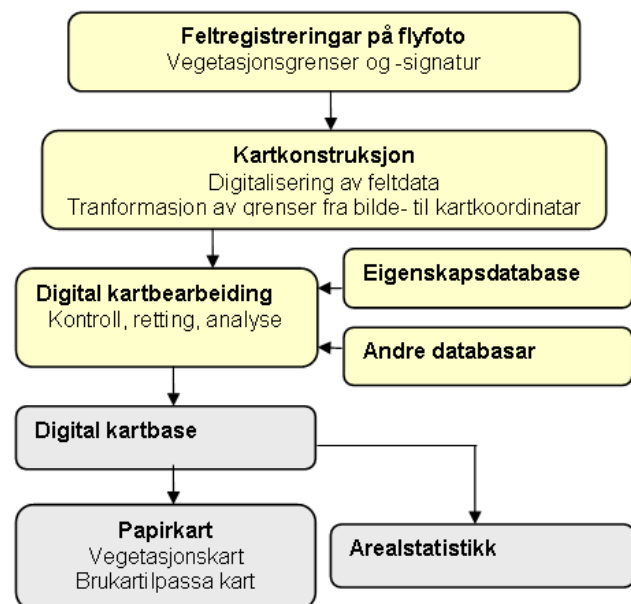 Feltregistreringar på flyfoto
Vegetasjonsgrenser og -signatur
Kartkonstruksjon
Digitalisering av feltdata
Tranformasjon av grenser fra bilde- til kartkoordinatar
Digital kartbearbeiding
Kontroll, retting, analyse
Eigenskapsdatabase
Andre databasar
Digital kartbase
Papirkart
Vegetasjonskart
Brukartilpassa kart
Arealstatistikk